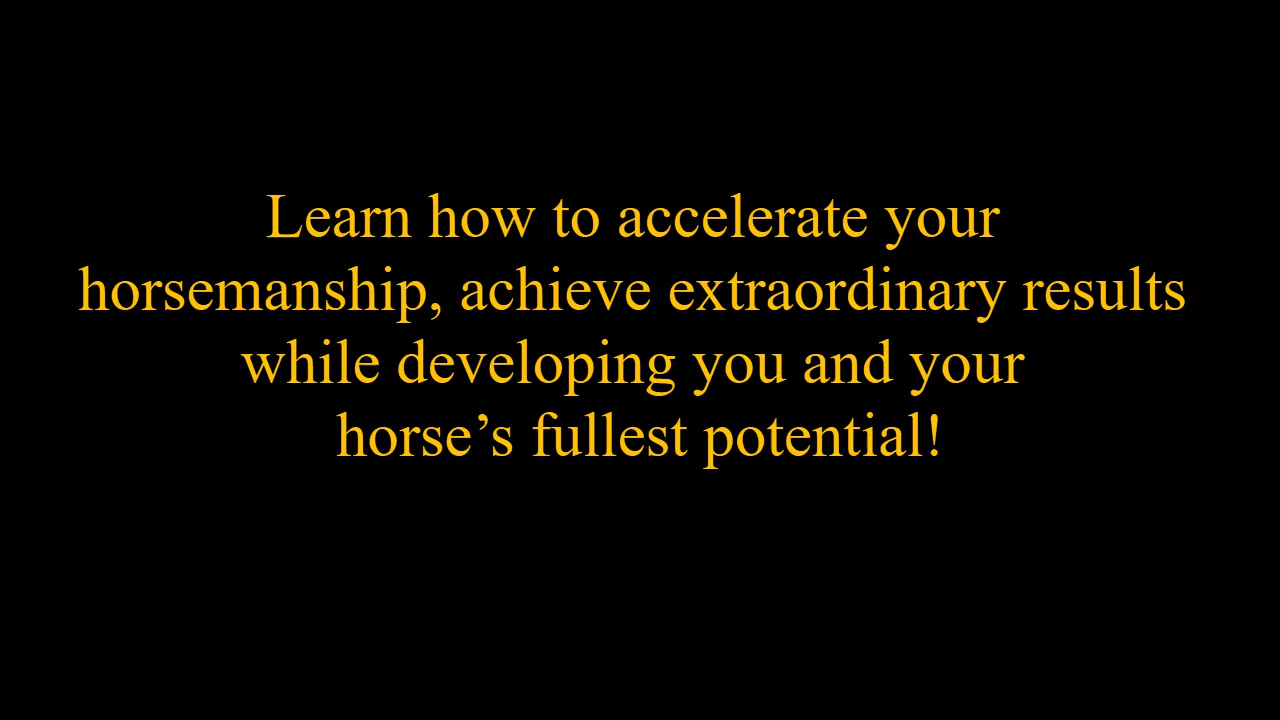 Learn how to accelerate your
horsemanship, achieve extraordinary results
while developing you and your
horse’s fullest potential!